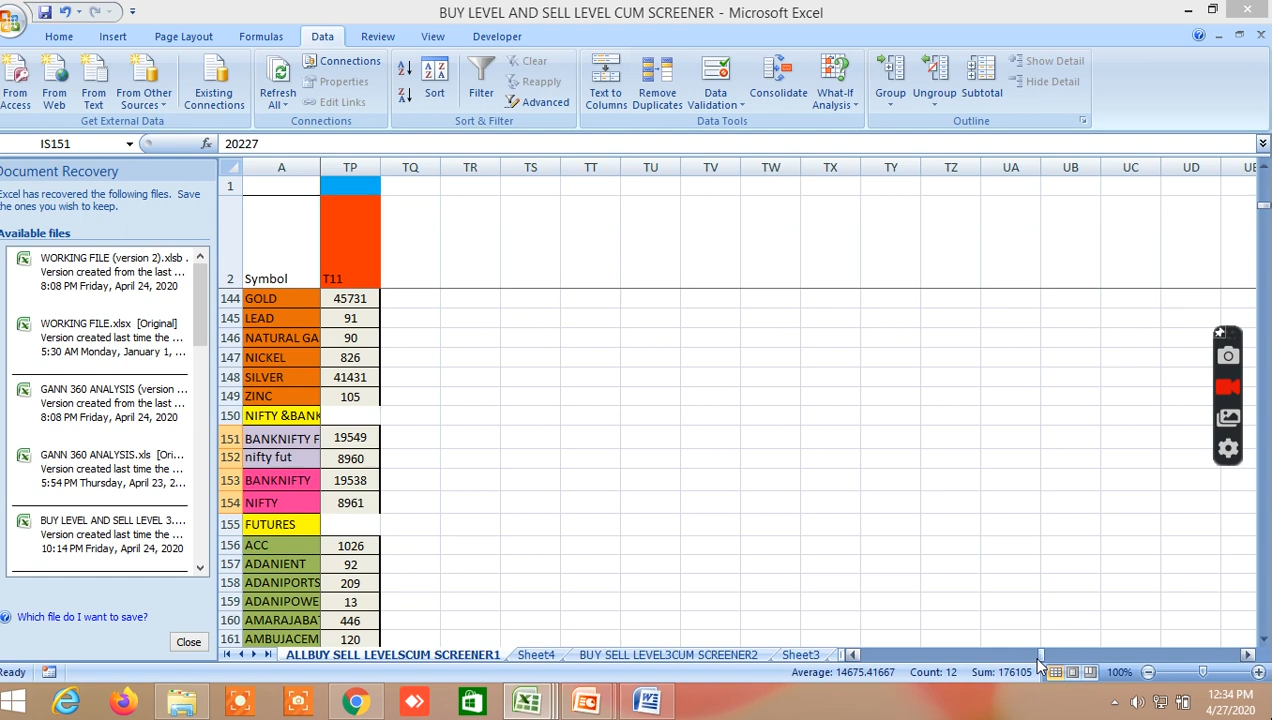 BUY LEVEL AND SELL LEVEL CUM SCREENER - Microsoft Excel
Home Insert Page Layout Formulas Data Review View Developer
From Access
From Web
From Text
From Other Sources
Existing Connections
Get External Data
Refresh All
Connections
Properties
Edit Links
Connections
Sort
Filter
Clear
Reapply
Advanced
Sort & Filter
Text to Columns
Remove Duplicates
Data Validation
Consolidate
What-If Analysis
Data Tools
Group
Ungroup
Subtotal
Show Detail
Hide Detail
Outline
IS151 fx 20227
Document Recovery
Excel has recovered the following files. Save
the ones you wish to keep.
Available files
WORKING FILE (version 2).xlsb .
Version created from the last ...
8:08 PM Friday, April 24, 2020
WORKING FILE.xlsx [Original]
Version created last time the ...
5:30 AM Monday, January 1, ...
GANN 360 ANALYSIS (version ...
Version created from the last ...
8:08 PM Friday, April 24, 2020
GANN 360 ANALYSIS.xls [Ori...
Version created last time the ...
5:54 PM Thursday, April 23, 2...
BUY LEVEL AND SELL LEVEL 3....
Version created last time the ...
10:14 PM Friday, April 24, 2020
Which file do I want to save?
Close
A TP TQ TR TS TT TU TV TW TX TY TZ UA UB UC UD UE
1
2 Symbol T11
144 GOLD 45731
145 LEAD 91
146 NATURAL GA 90
147 NICKEL 826
148 SILVER 41431
149 ZINC 105
150 NIFTY &BANK
151 BANKNIFTY F 19549
152 nifty fut 8960
153 BANKNIFTY 19538
154 NIFTY 8961
155 FUTURES
156 ACC 1026
157 ADANIENT 92
158 ADANIPORTS 209
159 ADANIPOWE 13
160 AMARAJABAT 446
161 AMBUJACEM 120
ALLBUY SELL LEVELSCUM SCREENER1 Sheet4 BUY SELL LEVEL3CUM SCREENER2 Sheet3
Ready Average: 14675.41667 Count: 12 Sum: 176105 100%
12:34 PM
4/27/2020